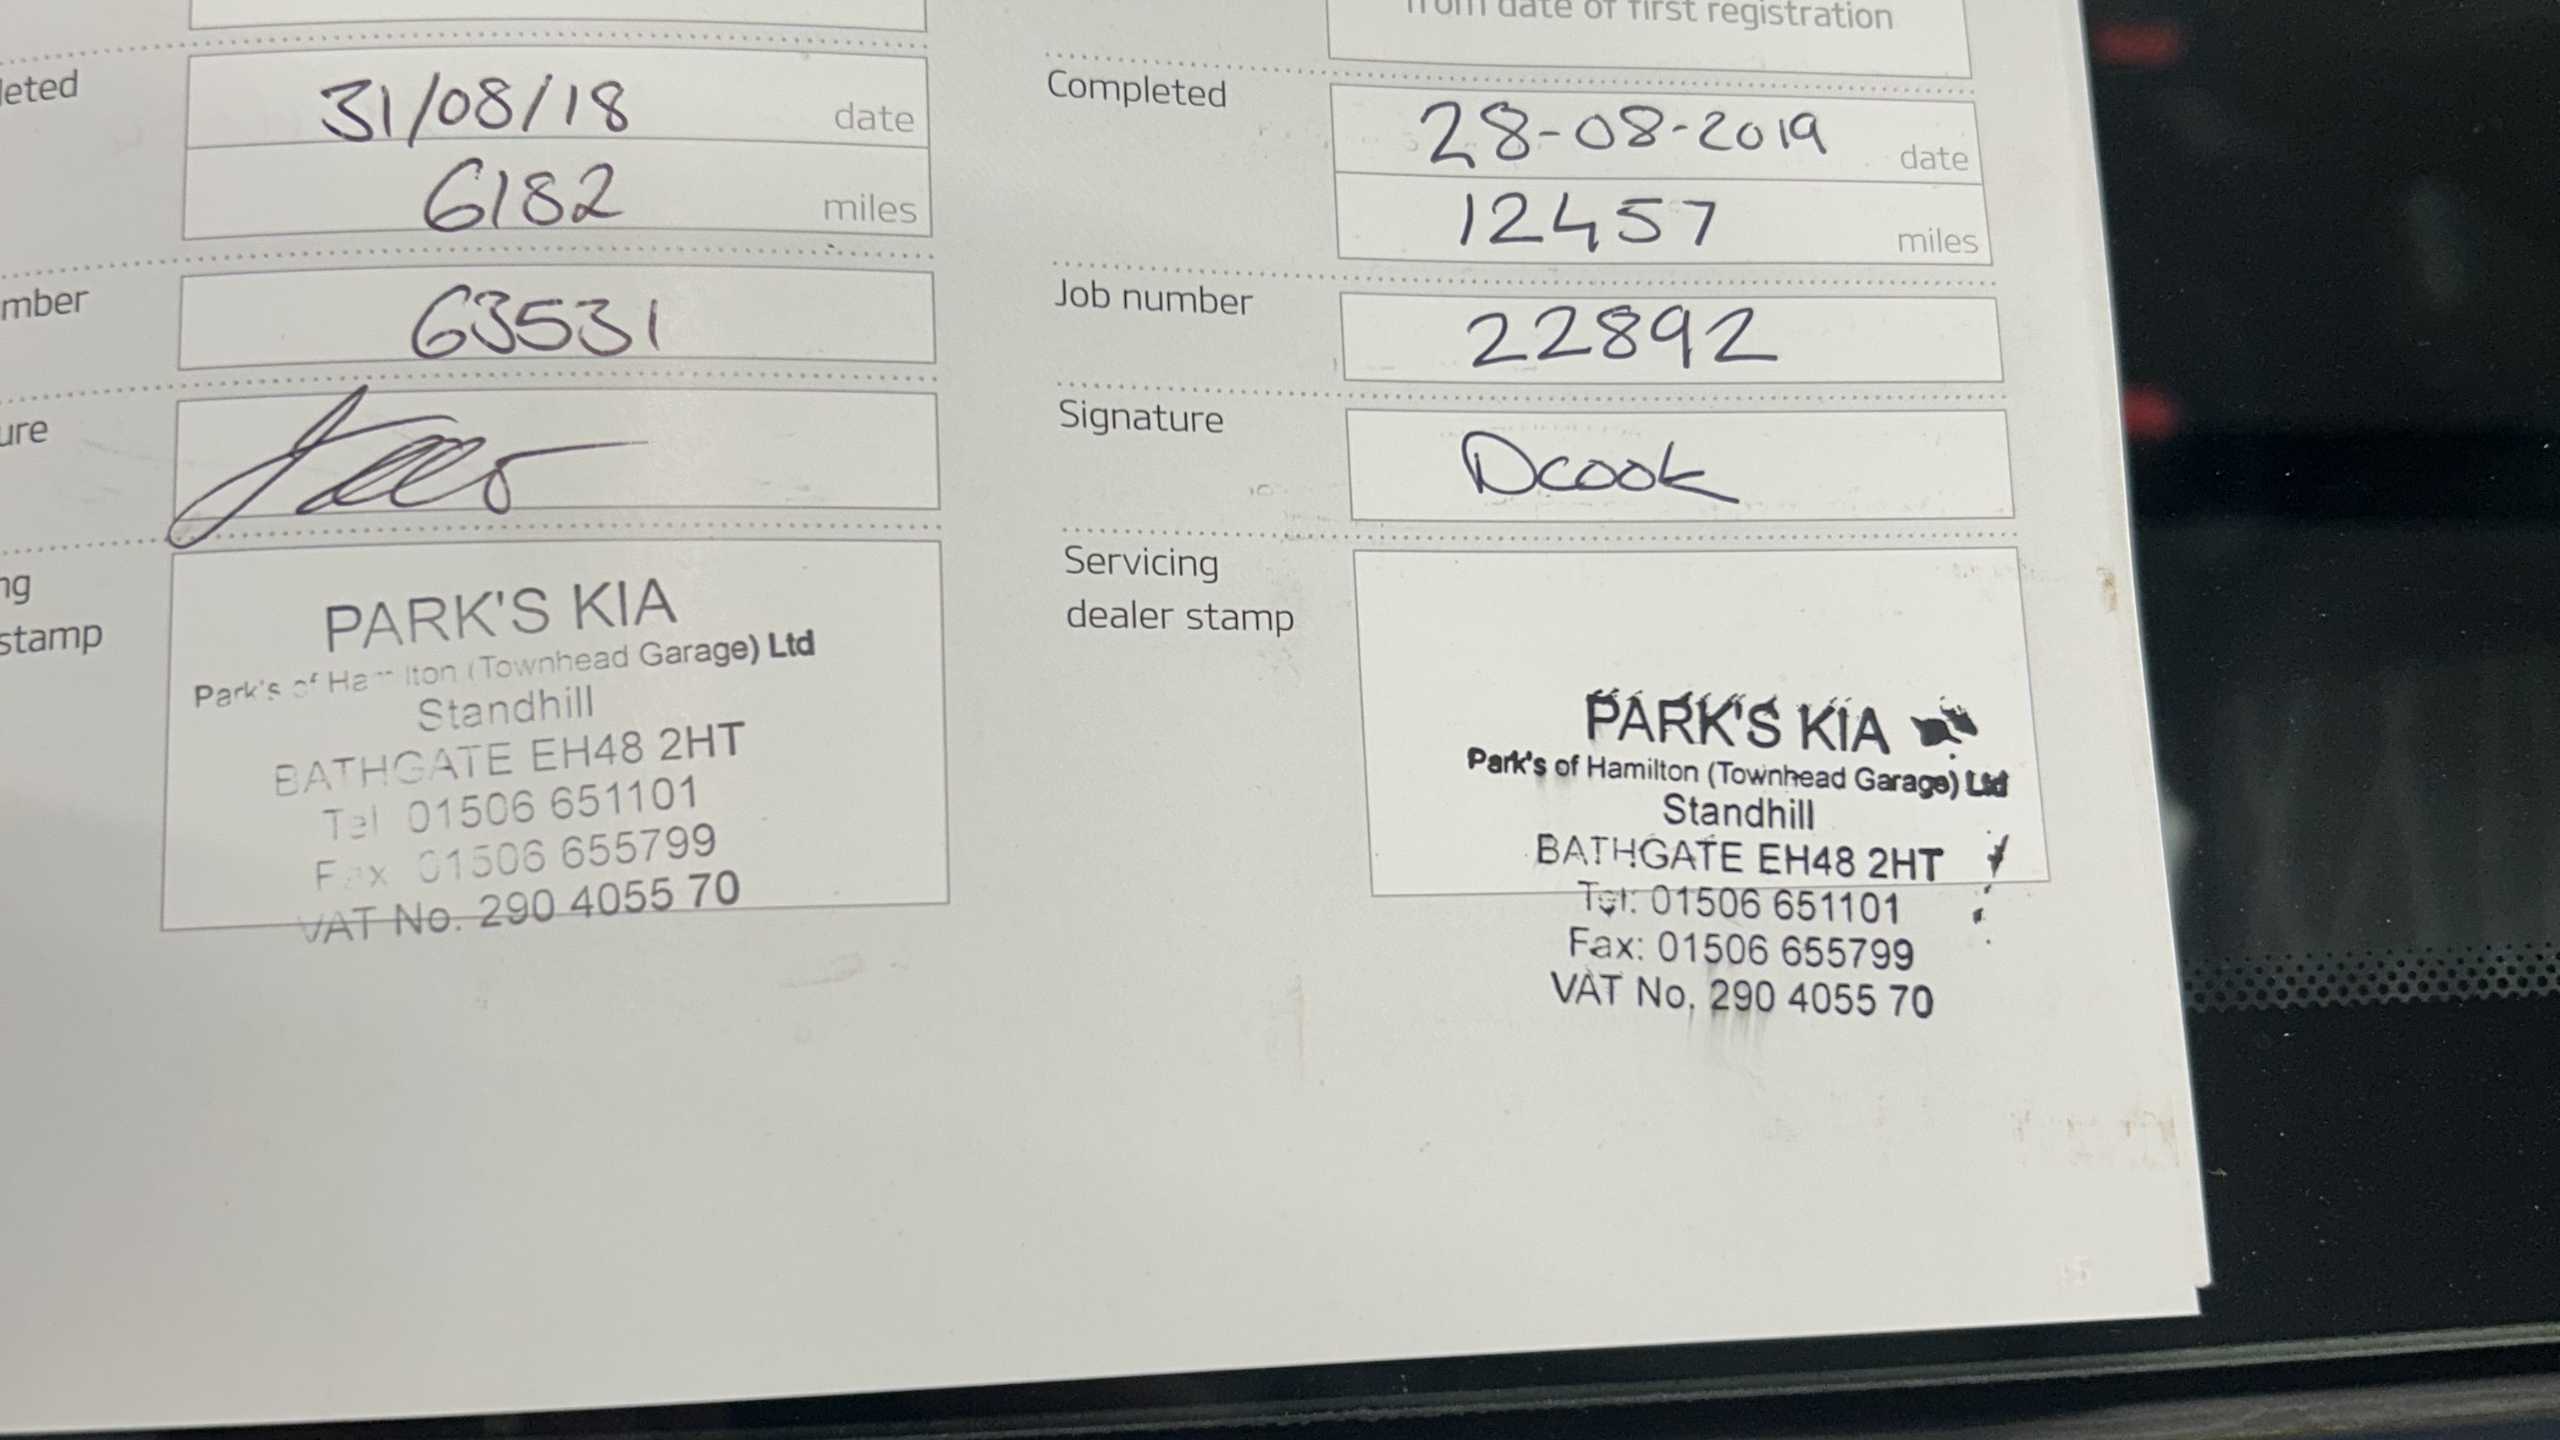 leted
31/08/18
date
6182
miles
mber
63531
ure
ng
stamp
PARK'S KIA
Park's of Hamilton (Townhead Garage) Ltd
Standhill
BATHGATE EH48 2HT
Tel 01506 651101
Fax 01506 655799
VAT No. 290 4055 70
from date of first registration
Completed
28-08-2019
date
12457
miles
Job number
22892
Signature
Dcook
Servicing
dealer stamp
PARK'S KIA
Park's of Hamilton (Townhead Garage) Ltd
Standhill
BATHGATE EH48 2HT
Tel: 01506 651101
Fax: 01506 655799
VAT No. 290 4055 70